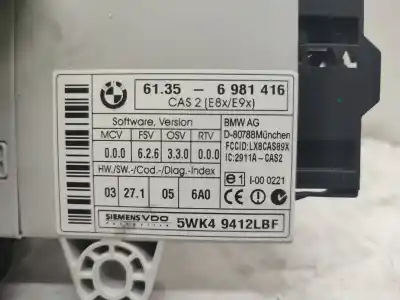 BMW
61.35 - 6 981 416
CAS 2 (E8x/E9x)
Software, Version
MCV FSV OSV RTV
0.0.0 6.2.6 3.3.0 0.0.0
HW./SW.-/Cod-/Diag.-Index
03 27.1 05 6A0
BMW AG
D-80788München
FCCID:LX8CAS89X
IC:2911A-CAS2
e1 I-00 0221
SIEMENS VDO
5WK4 9412LBF